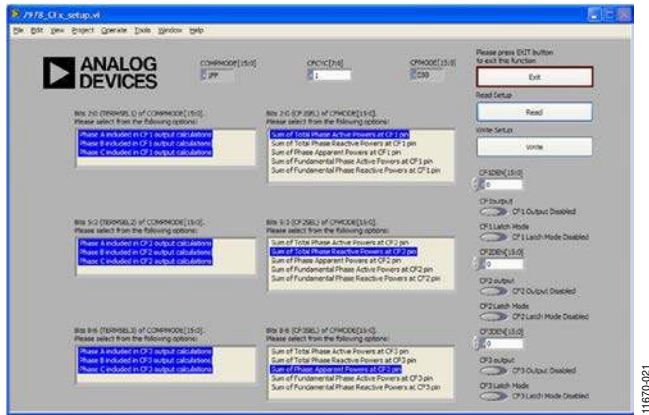 7978_CFx_setup.vi
File Edit View Project Operate Tools Window Help
ANALOG
DEVICES
COMPMODE[15:0]
1FF
CFCYC[7:0]
1
CFMODE[15:0]
Please press EXIT button
to exit this function
Exit
Read Setup
Read
Write Setup
Write
Bits 2:0 (TERMSEL1) of COMPMODE[15:0].
Please select from the following options:
Phase A included in CF1 output calculations
Phase B included in CF1 output calculations
Phase C included in CF1 output calculations
Bits 2:0 (CF1SEL) of CFMODE[15:0].
Please select from the following options:
Sum of Total Phase Active Powers at CF1 pin
Sum of Total Phase Reactive Powers at CF1 pin
Sum of Phase Apparent Powers at CF1 pin
Sum of Fundamental Phase Active Powers at CF1 pin
Sum of Fundamental Phase Reactive Powers at CF1 pin
CF1DEN[15:0]
0
CF1output
CF1 Output Disabled
CF1 Latch Mode
CF1 Latch Mode Disabled
Bits 5:3 (TERMSEL2) of COMPMODE[15:0].
Please select from the following options:
Phase A included in CF2 output calculations
Phase B included in CF2 output calculations
Phase C included in CF2 output calculations
Bits 5:3 (CF2SEL) of CFMODE[15:0].
Please select from the following options:
Sum of Total Phase Active Powers at CF2 pin
Sum of Total Phase Reactive Powers at CF2 pin
Sum of Phase Apparent Powers at CF2 pin
Sum of Fundamental Phase Active Powers at CF2 pin
Sum of Fundamental Phase Reactive Powers at CF2 pin
CF2DEN[15:0]
0
CF2 output
CF2 Output Disabled
CF2 Latch Mode
CF2 Latch Mode Disabled
Bits 8:6 (TERMSEL3) of COMPMODE[15:0].
Please select from the following options:
Phase A included in CF3 output calculations
Phase B included in CF3 output calculations
Phase C included in CF3 output calculations
Bits 8:6 (CF3SEL) of CFMODE[15:0].
Please select from the following options:
Sum of Total Phase Active Powers at CF3 pin
Sum of Total Phase Reactive Powers at CF3 pin
Sum of Phase Apparent Powers at CF3 pin
Sum of Fundamental Phase Active Powers at CF3 pin
Sum of Fundamental Phase Reactive Powers at CF3 pin
CF3DEN[15:0]
0
CF3 output
CF3 Output Disabled
CF3 Latch Mode
CF3 Latch Mode Disabled
11670-021